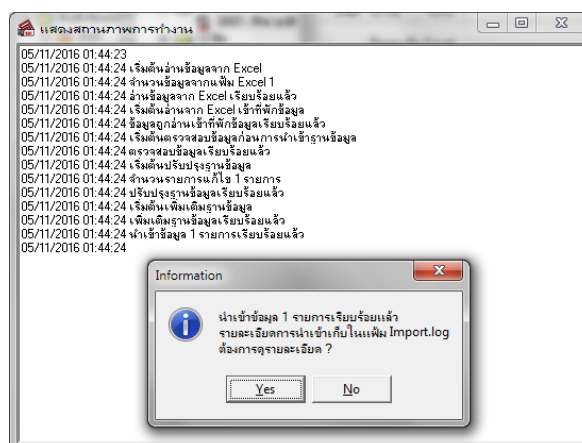 แสดงสถานภาพการทำงาน
05/11/2016 01:44:23
05/11/2016 01:44:24 เริ่มต้นอ่านข้อมูลจาก Excel
05/11/2016 01:44:24 จำนวนข้อมูลจากแฟ้ม Excel 1
05/11/2016 01:44:24 อ่านข้อมูลจาก Excel เรียบร้อยแล้ว
05/11/2016 01:44:24 เริ่มต้นอ่านจาก Excel เข้าที่พักข้อมูล
05/11/2016 01:44:24 ข้อมูลถูกอ่านเข้าที่พักข้อมูลเรียบร้อยแล้ว
05/11/2016 01:44:24 เริ่มต้นตรวจสอบข้อมูลก่อนการนำเข้าฐานข้อมูล
05/11/2016 01:44:24 ตรวจสอบข้อมูลเรียบร้อยแล้ว
05/11/2016 01:44:24 เริ่มต้นปรับปรุงฐานข้อมูล
05/11/2016 01:44:24 จำนวนรายการแก้ไข 1 รายการ
05/11/2016 01:44:24 ปรับปรุงฐานข้อมูลเรียบร้อยแล้ว
05/11/2016 01:44:24 เริ่มต้นเพิ่มเติมฐานข้อมูล
05/11/2016 01:44:24 เพิ่มเติมฐานข้อมูลเรียบร้อยแล้ว
05/11/2016 01:44:24 นำเข้าข้อมูล 1 รายการเรียบร้อยแล้ว
05/11/2016 01:44:24
Information
นำเข้าข้อมูล 1 รายการเรียบร้อยแล้ว
รายละเอียดการนำเข้าเก็บในแฟ้ม Import.log
ต้องการดูรายละเอียด ?
Yes No